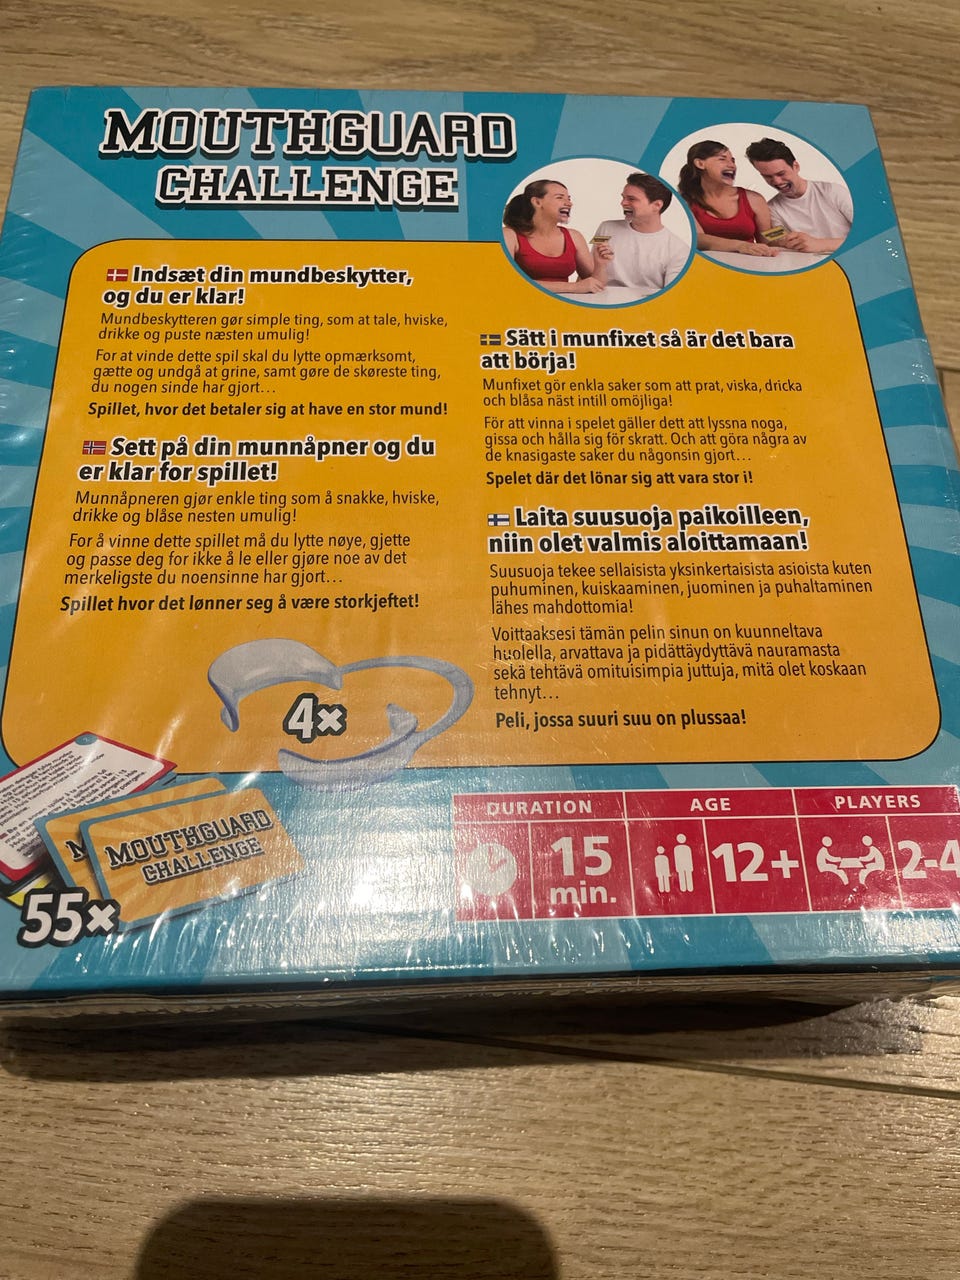 MOUTHGUARD
CHALLENGE
Indsæt din mundbeskytter,
og du er klar!
Mundbeskytteren gør simple ting, som at tale, hviske,
drikke og puste næsten umulig!
For at vinde dette spil skal du lytte opmærksomt,
gætte og undgå at grine, samt gøre de skøreste ting,
du nogen sinde har gjort...
Spillet, hvor det betaler sig at have en stor mund!
Sett på din munnåpner og du
er klar for spillet!
Munnåpneren gjør enkle ting som å snakke, hviske,
drikke og blåse nesten umulig!
For å vinne dette spillet må du lytte nøye, gjette
og passe deg for ikke å le eller gjøre noe av det
merkeligste du noensinne har gjort...
Spillet hvor det lønner seg å være storkjeftet!
Sätt i munfixet så är det bara
att börja!
Munfixet gör enkla saker som att prat, viska, dricka
och blåsa näst intill omöjliga!
För att vinna i spelet gäller dett att lyssna noga,
gissa och hålla sig för skratt. Och att göra några av
de knasigaste saker du någonsin gjort...
Spelet där det lönar sig att vara stor i!
Laita suusuoja paikoilleen,
niin olet valmis aloittamaan!
Suusuoja tekee sellaisista yksinkertaisista asioista kuten
puhuminen, kuiskaaminen, juominen ja puhaltaminen
lähes mahdottomia!
Voittaaksesi tämän pelin sinun on kuunneltava
huolella, arvattava ja pidättäydyttävä nauramasta
sekä tehtävä omituisimpia juttuja, mitä olet koskaan
tehnyt...
Peli, jossa suuri suu on plussaa!
4x
MOUTHGUARD
CHALLENGE
55x
DURATION
15
min.
AGE
12+
PLAYERS
2-4